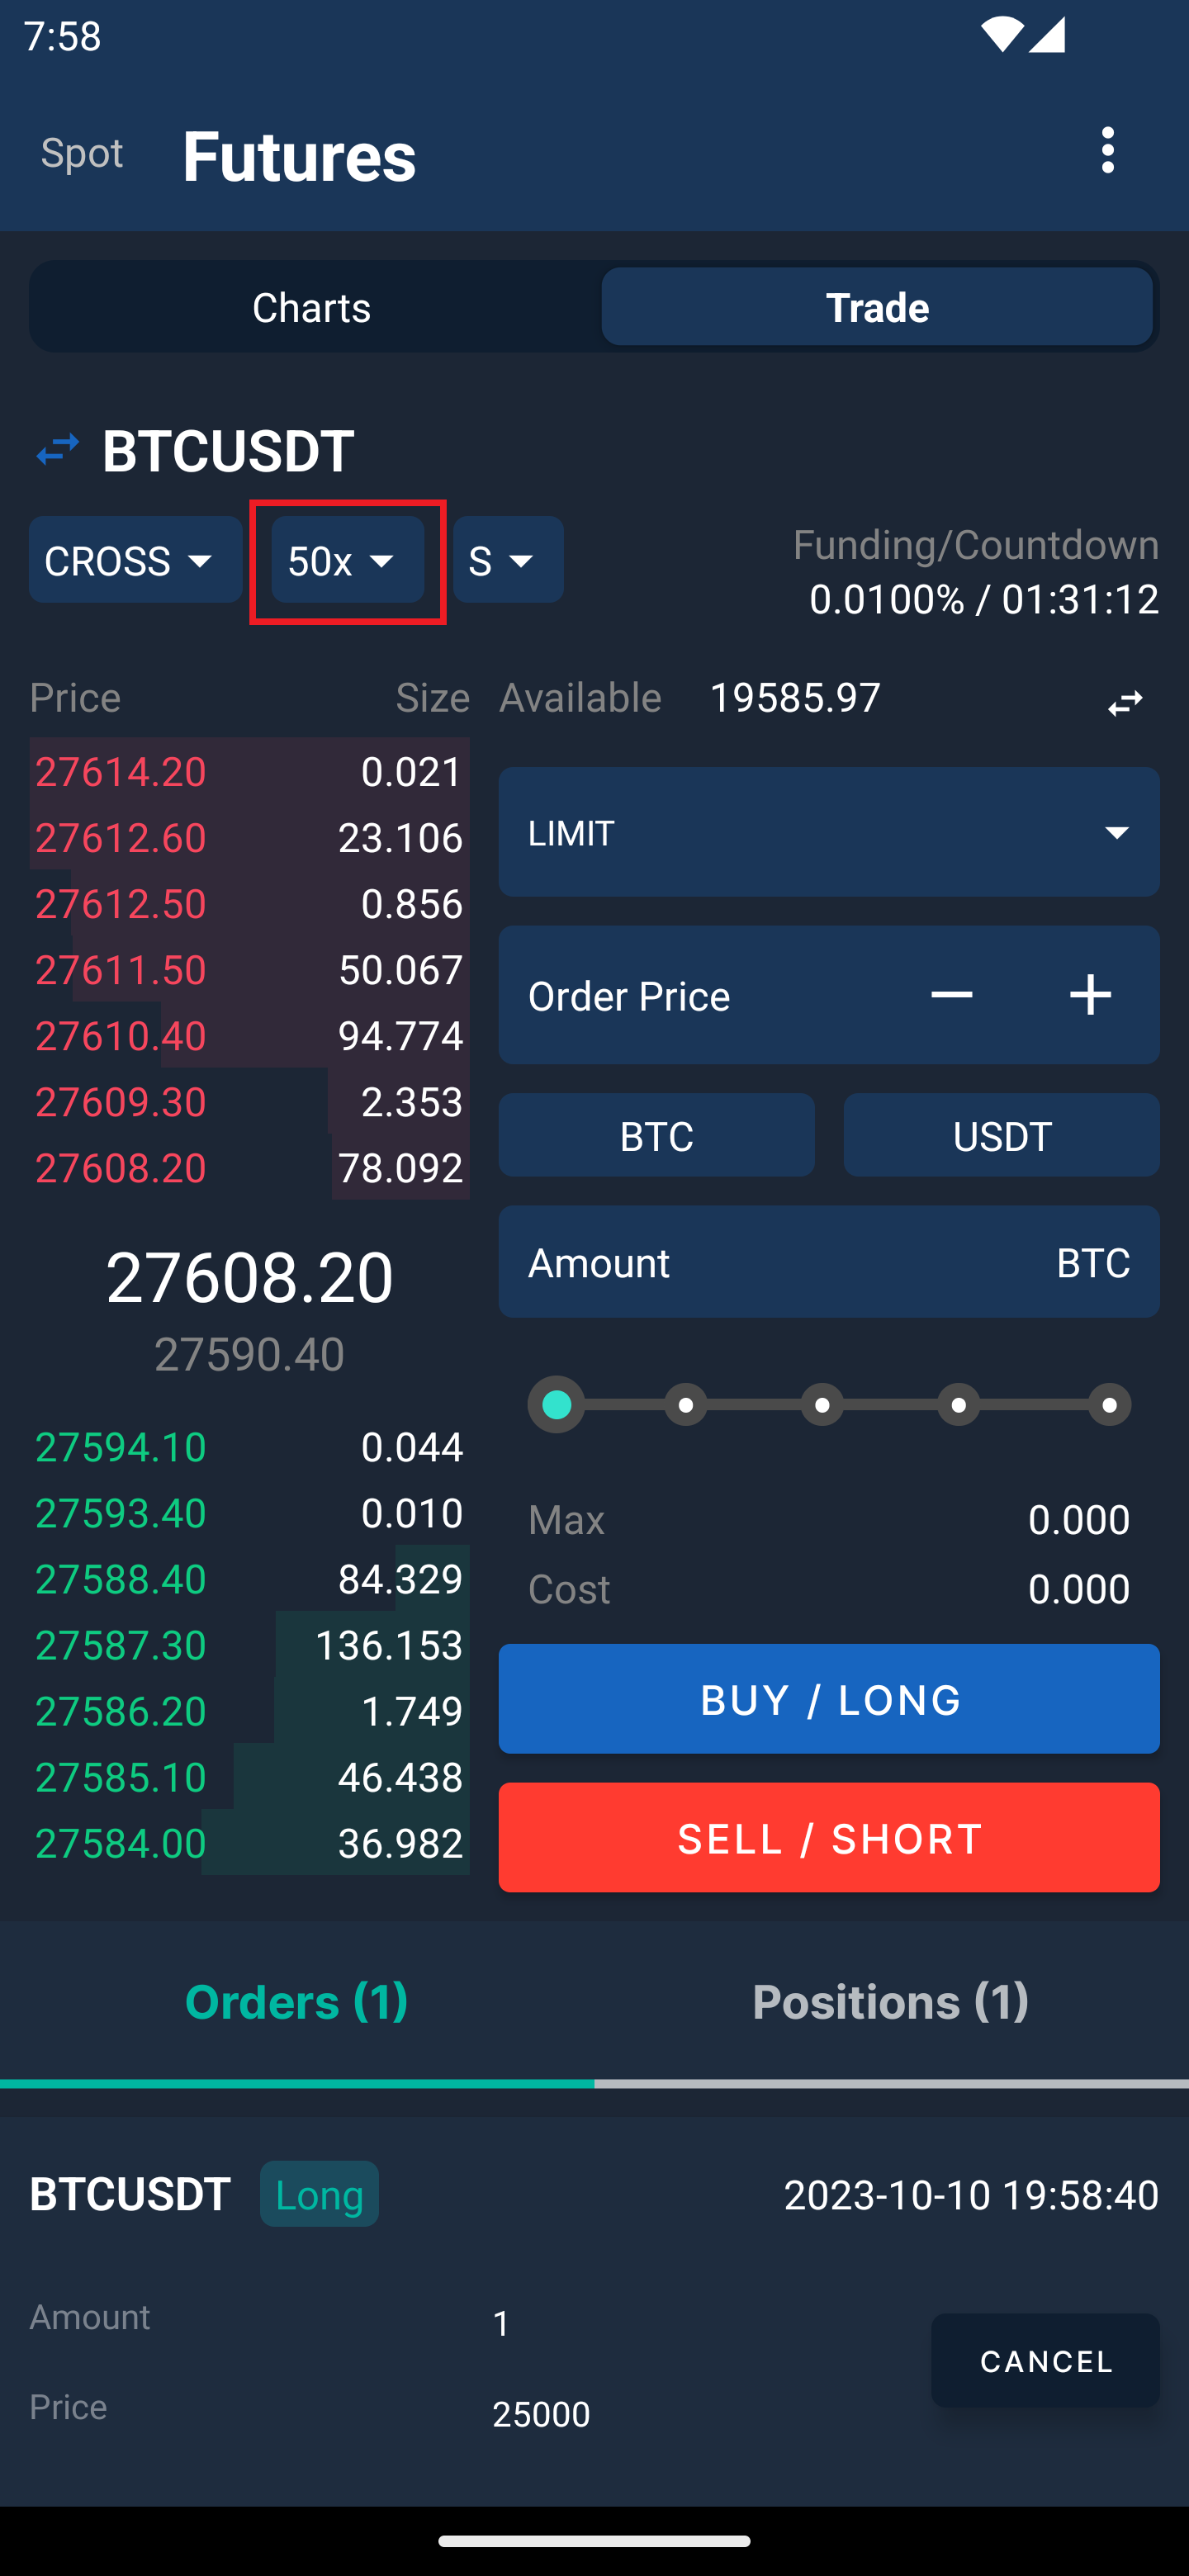 7:58
Spot Futures
Charts Trade
BTCUSDT
CROSS 50x S
Funding/Countdown
0.0100% / 01:31:12
Price Size
27614.20 0.021
27612.60 23.106
27612.50 0.856
27611.50 50.067
27610.40 94.774
27609.30 2.353
27608.20 78.092
27608.20
27590.40
27594.10 0.044
27593.40 0.010
27588.40 84.329
27587.30 136.153
27586.20 1.749
27585.10 46.438
27584.00 36.982
Available 19585.97
LIMIT
Order Price
BTC USDT
Amount BTC
Max 0.000
Cost 0.000
BUY / LONG
SELL / SHORT
Orders (1) Positions (1)
BTCUSDT Long 2023-10-10 19:58:40
Amount 1
Price 25000
CANCEL